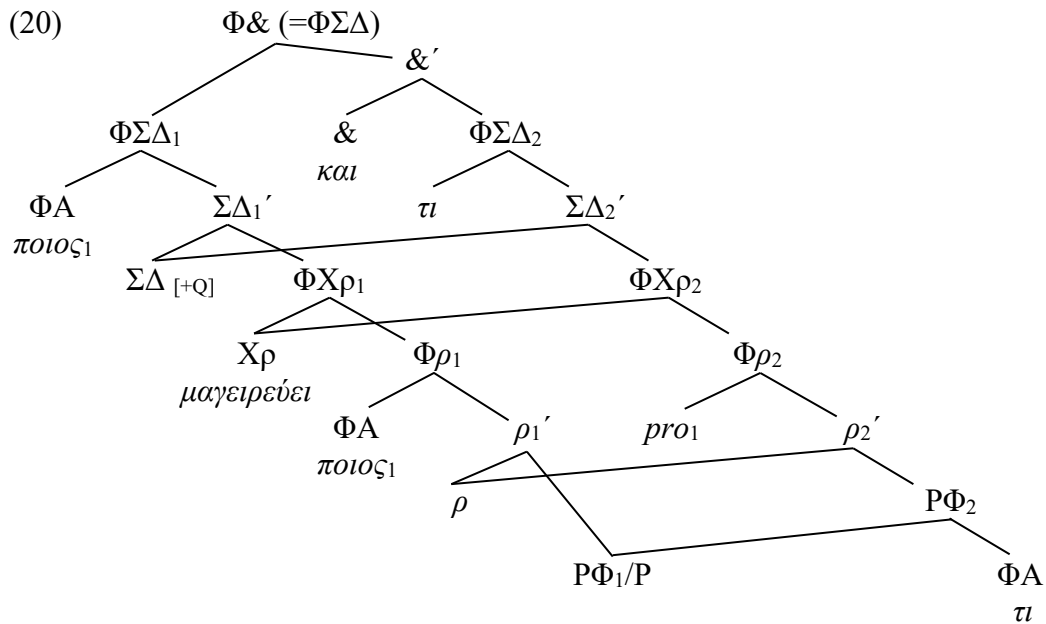 (20) Φ& (=ΦΣΔ)
&΄
ΦΣΔ₁ & ΦΣΔ₂
και
ΦΑ ΣΔ₁΄ τι ΣΔ₂΄
ποιος₁
ΣΔ [+Q] ΦΧρ₁ ΦΧρ₂
Χρ Φρ₁ Φρ₂
μαγειρεύει
ΦΑ ρ₁΄ pro₁ ρ₂΄
ποιος₁
ρ ΡΦ₂
ΡΦ₁/Ρ ΦΑ
τι